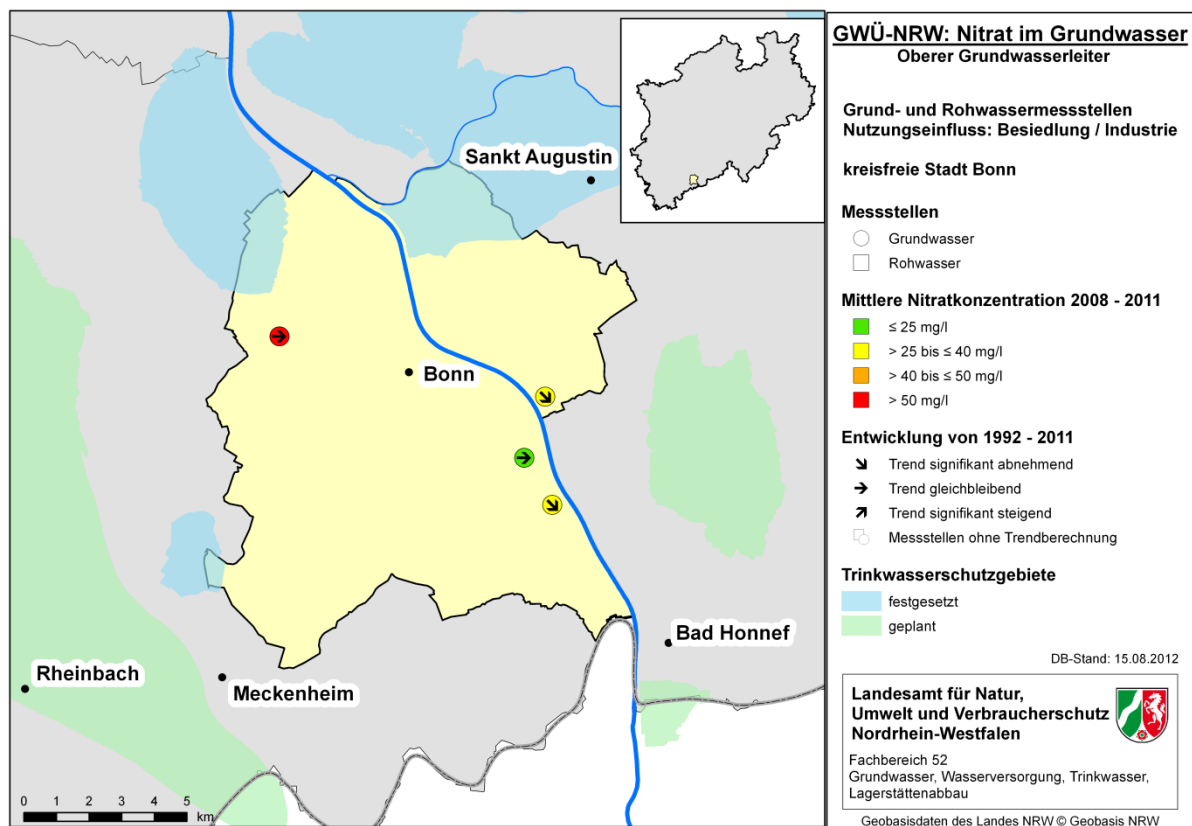 Sankt Augustin
Bonn
Bad Honnef
Rheinbach
Meckenheim
0 1 2 3 4 5
km
GWÜ-NRW: Nitrat im Grundwasser
Oberer Grundwasserleiter
Grund- und Rohwassermessstellen
Nutzungseinfluss: Besiedlung / Industrie
kreisfreie Stadt Bonn
Messstellen
Grundwasser
Rohwasser
Mittlere Nitratkonzentration 2008 - 2011
≤ 25 mg/l
> 25 bis ≤ 40 mg/l
> 40 bis ≤ 50 mg/l
> 50 mg/l
Entwicklung von 1992 - 2011
Trend signifikant abnehmend
Trend gleichbleibend
Trend signifikant steigend
Messstellen ohne Trendberechnung
Trinkwasserschutzgebiete
festgesetzt
geplant
DB-Stand: 15.08.2012
Landesamt für Natur,
Umwelt und Verbraucherschutz
Nordrhein-Westfalen
Fachbereich 52
Grundwasser, Wasserversorgung, Trinkwasser,
Lagerstättenabbau
Geobasisdaten des Landes NRW © Geobasis NRW